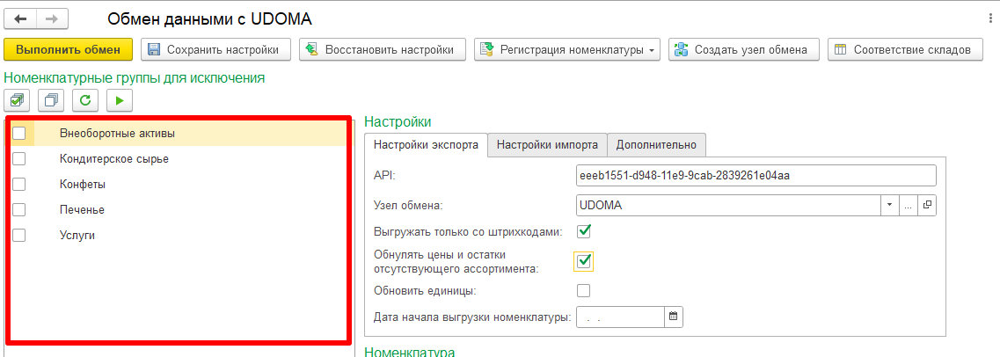 Обмен данными с UDOMA
Выполнить обмен
Сохранить настройки
Восстановить настройки
Регистрация номенклатуры
Создать узел обмена
Соответствие складов
Номенклатурные группы для исключения
Внеоборотные активы
Кондитерское сырье
Конфеты
Печенье
Услуги
Настройки
Настройки экспорта
Настройки импорта
Дополнительно
API:
eeeb1551-d948-11e9-9cab-2839261e04aa
Узел обмена:
UDOMA
...
Выгружать только со штрихкодами:
Обнулять цены и остатки
отсутствующего ассортимента:
Обновить единицы:
Дата начала выгрузки номенклатуры:
. .
Номенклатура